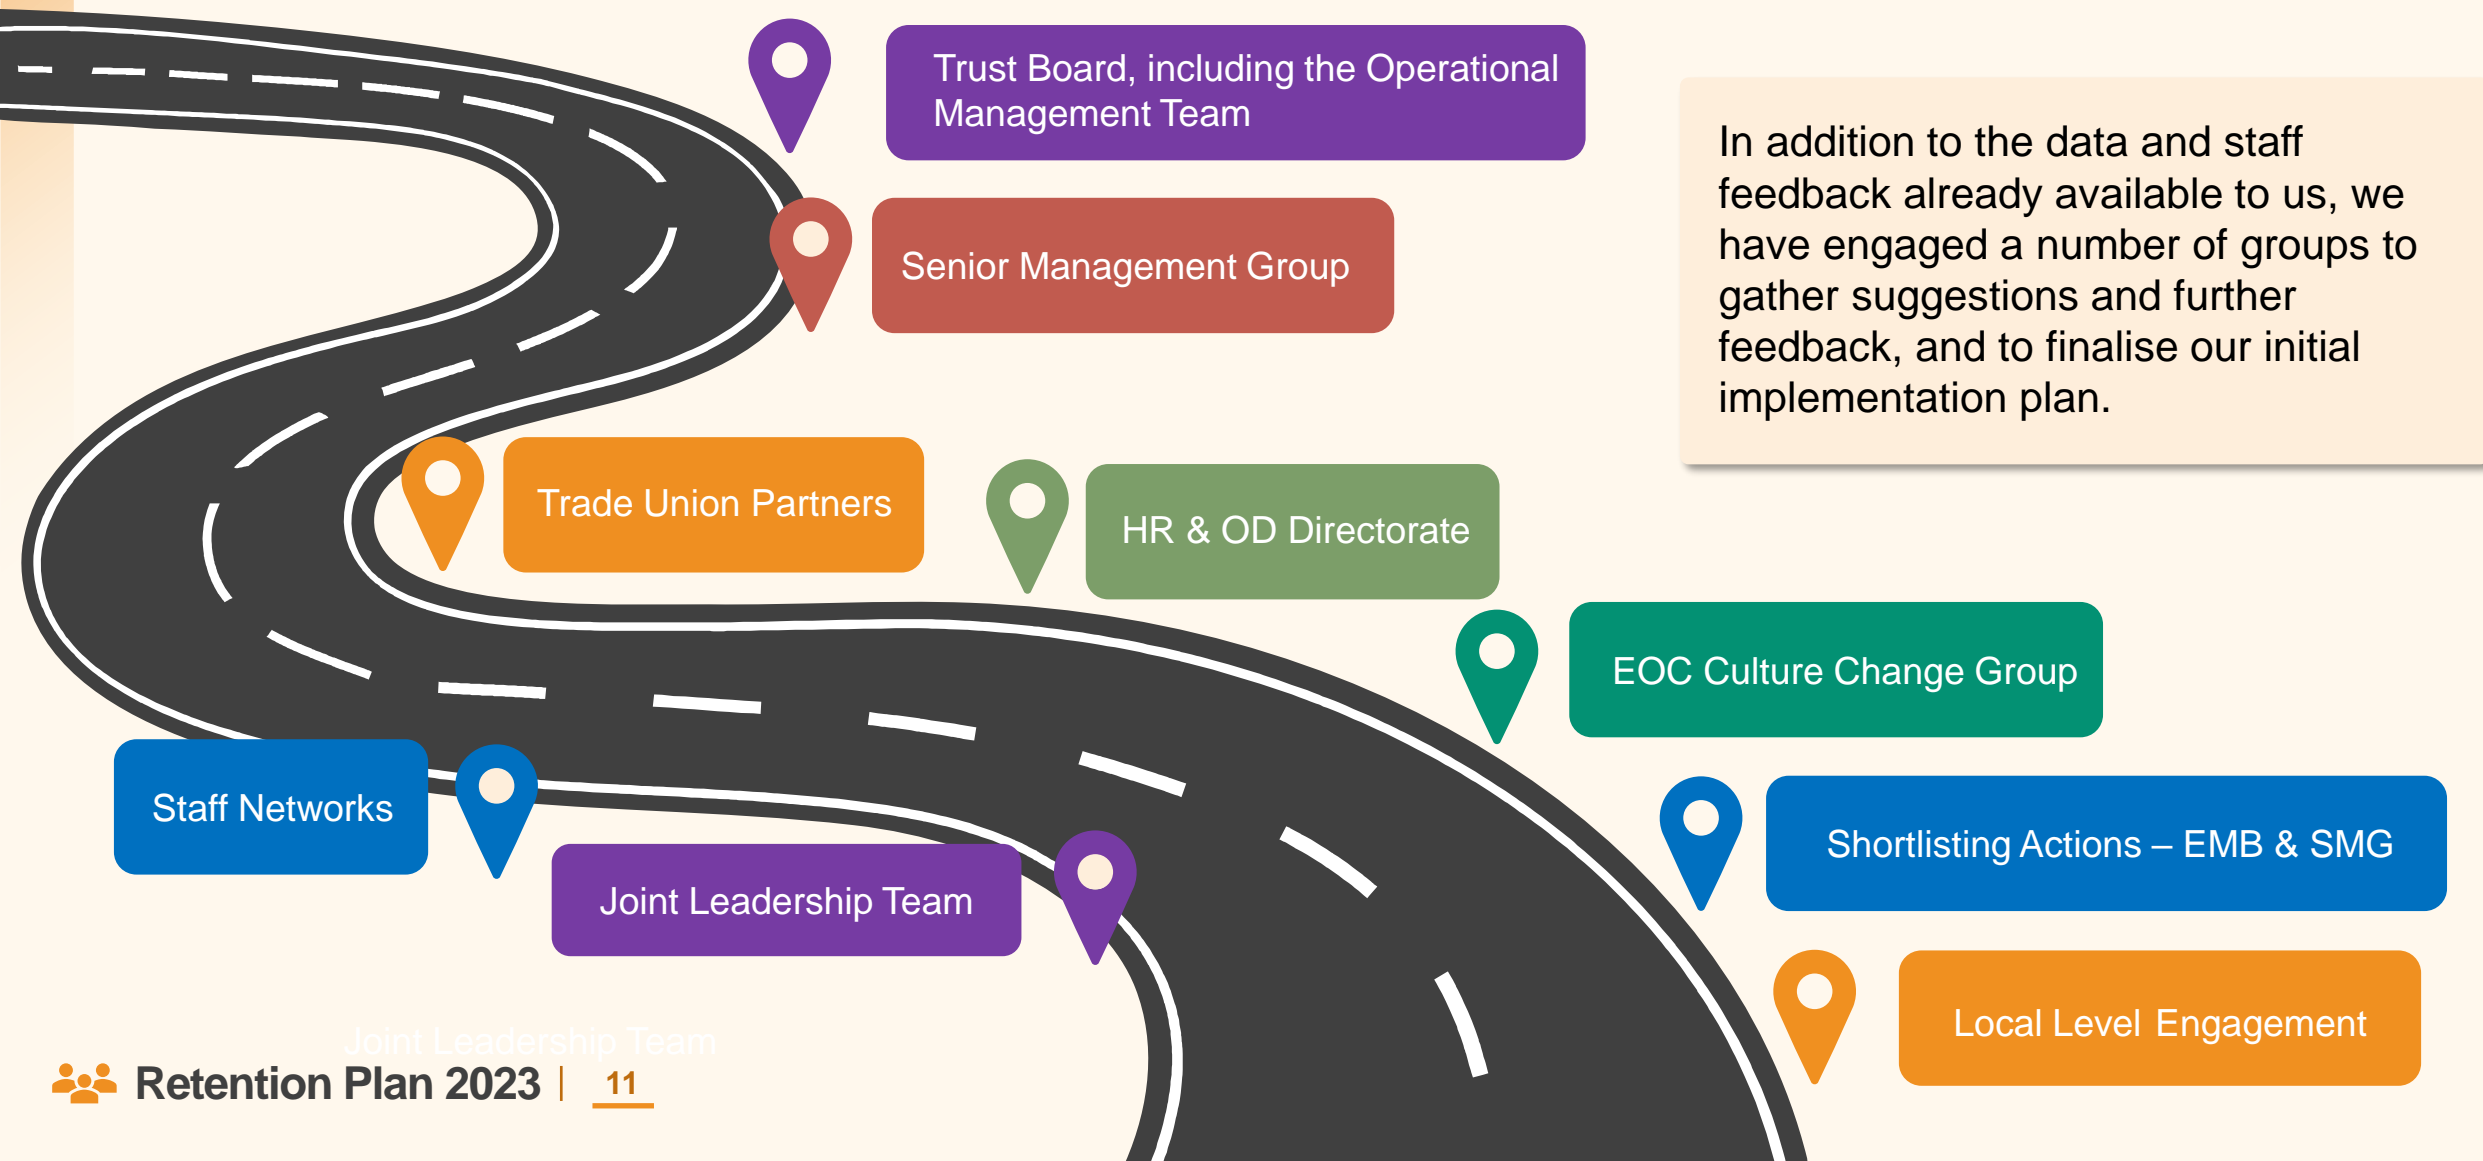 Trust Board, including the Operational
Management Team
In addition to the data and staff
feedback already available to us, we
have engaged a number of groups to
gather suggestions and further
feedback, and to finalise our initial
implementation plan.
Senior Management Group
Trade Union Partners
HR & OD Directorate
EOC Culture Change Group
Staff Networks
Shortlisting Actions – EMB & SMG
Joint Leadership Team
Local Level Engagement
Joint Leadership Team
Retention Plan 2023 | 11